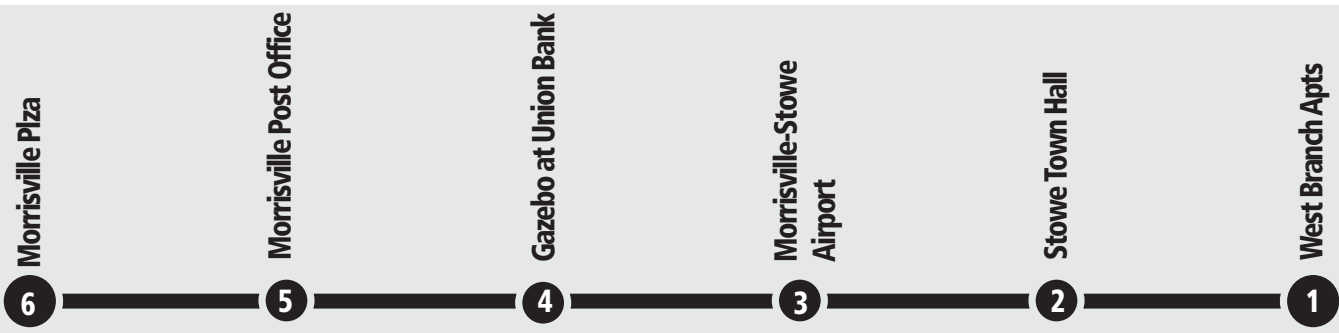 Morrisville Plza
Morrisville Post Office
Gazebo at Union Bank
Morrisville-Stowe
Airport
Stowe Town Hall
West Branch Apts
6
5
4
3
2
1